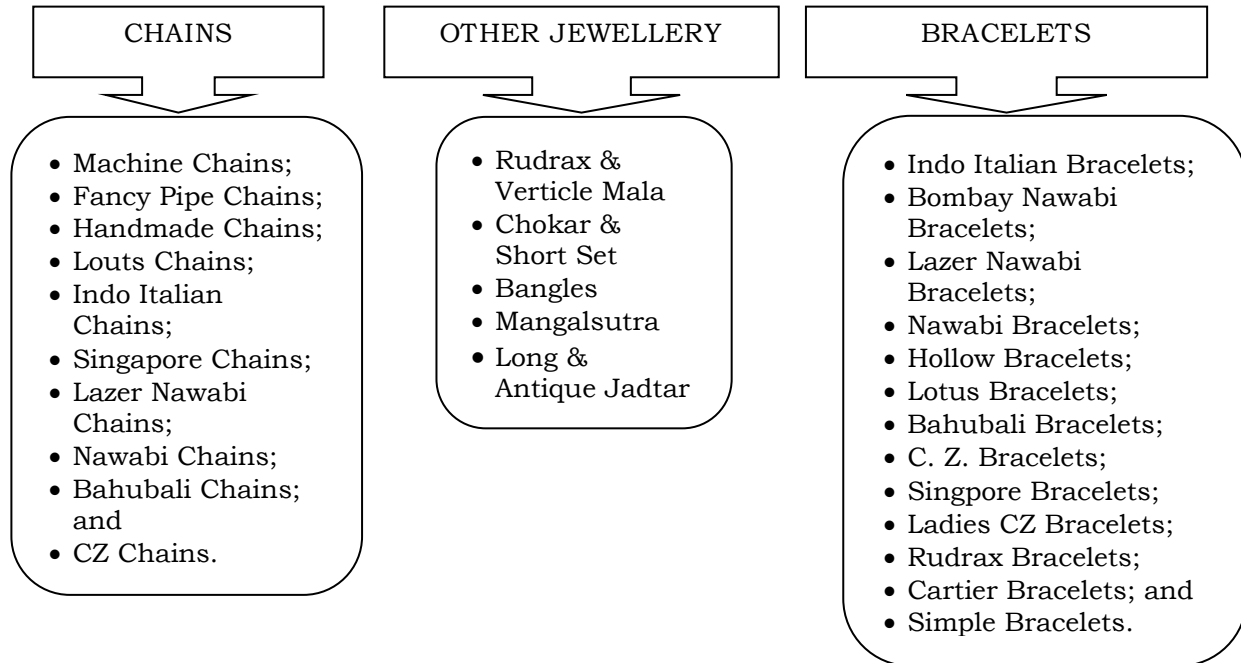 CHAINS
• Machine Chains;
• Fancy Pipe Chains;
• Handmade Chains;
• Louts Chains;
• Indo Italian
Chains;
• Singapore Chains;
• Lazer Nawabi
Chains;
• Nawabi Chains;
• Bahubali Chains;
and
• CZ Chains.
OTHER JEWELLERY
• Rudrax &
Verticle Mala
• Chokar &
Short Set
• Bangles
• Mangalsutra
• Long &
Antique Jadtar
BRACELETS
• Indo Italian Bracelets;
• Bombay Nawabi
Bracelets;
• Lazer Nawabi
Bracelets;
• Nawabi Bracelets;
• Hollow Bracelets;
• Lotus Bracelets;
• Bahubali Bracelets;
• C. Z. Bracelets;
• Singpore Bracelets;
• Ladies CZ Bracelets;
• Rudrax Bracelets;
• Cartier Bracelets; and
• Simple Bracelets.